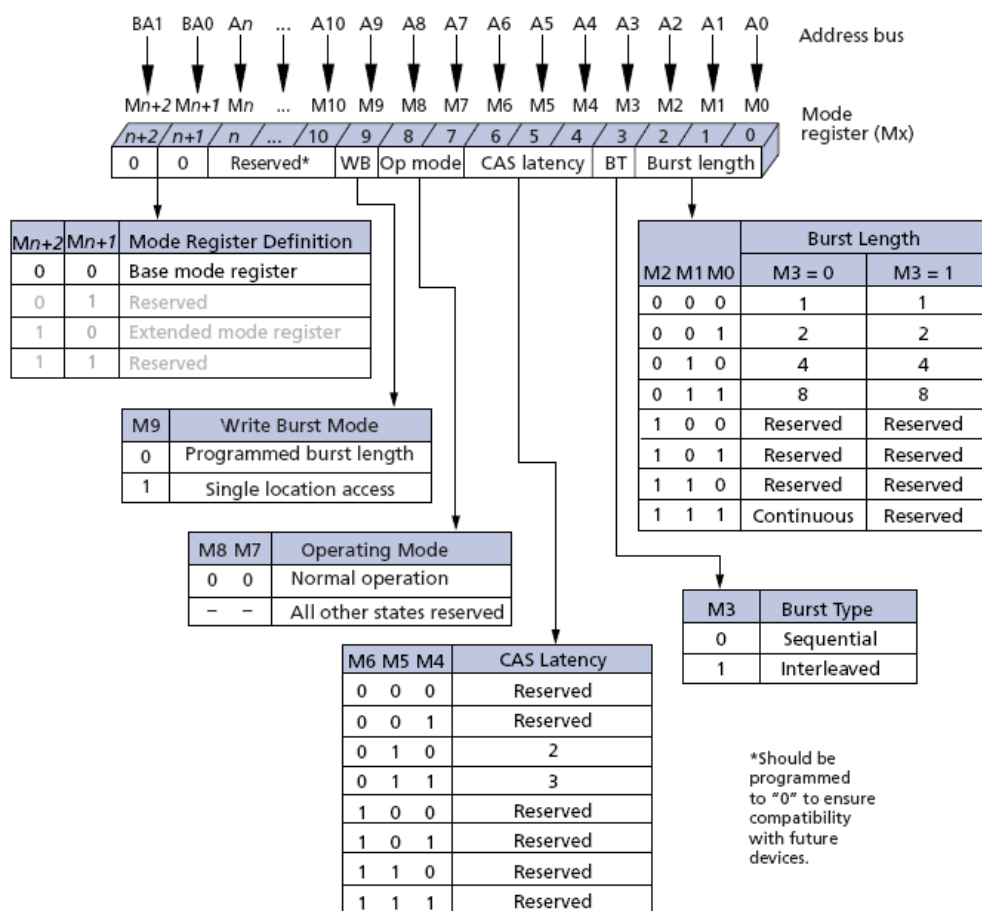 BA1 BA0 An ... A10 A9 A8 A7 A6 A5 A4 A3 A2 A1 A0 Address bus
Mn+2 Mn+1 Mn ... M10 M9 M8 M7 M6 M5 M4 M3 M2 M1 M0 Mode
register (Mx)
n+2 n+1 n ... 10 9 8 7 6 5 4 3 2 1 0
0 0 Reserved* WB Op mode CAS latency BT Burst length
Mn+2 Mn+1 Mode Register Definition
0 0 Base mode register
0 1 Reserved
1 0 Extended mode register
1 1 Reserved
Burst Length
M2 M1 M0 M3 = 0 M3 = 1
0 0 0 1 1
0 0 1 2 2
0 1 0 4 4
0 1 1 8 8
1 0 0 Reserved Reserved
1 0 1 Reserved Reserved
1 1 0 Reserved Reserved
1 1 1 Continuous Reserved
M9 Write Burst Mode
0 Programmed burst length
1 Single location access
M8 M7 Operating Mode
0 0 Normal operation
– – All other states reserved
M3 Burst Type
0 Sequential
1 Interleaved
M6 M5 M4 CAS Latency
0 0 0 Reserved
0 0 1 Reserved
0 1 0 2
0 1 1 3
1 0 0 Reserved
1 0 1 Reserved
1 1 0 Reserved
1 1 1 Reserved
*Should be
programmed
to "0" to ensure
compatibility
with future
devices.